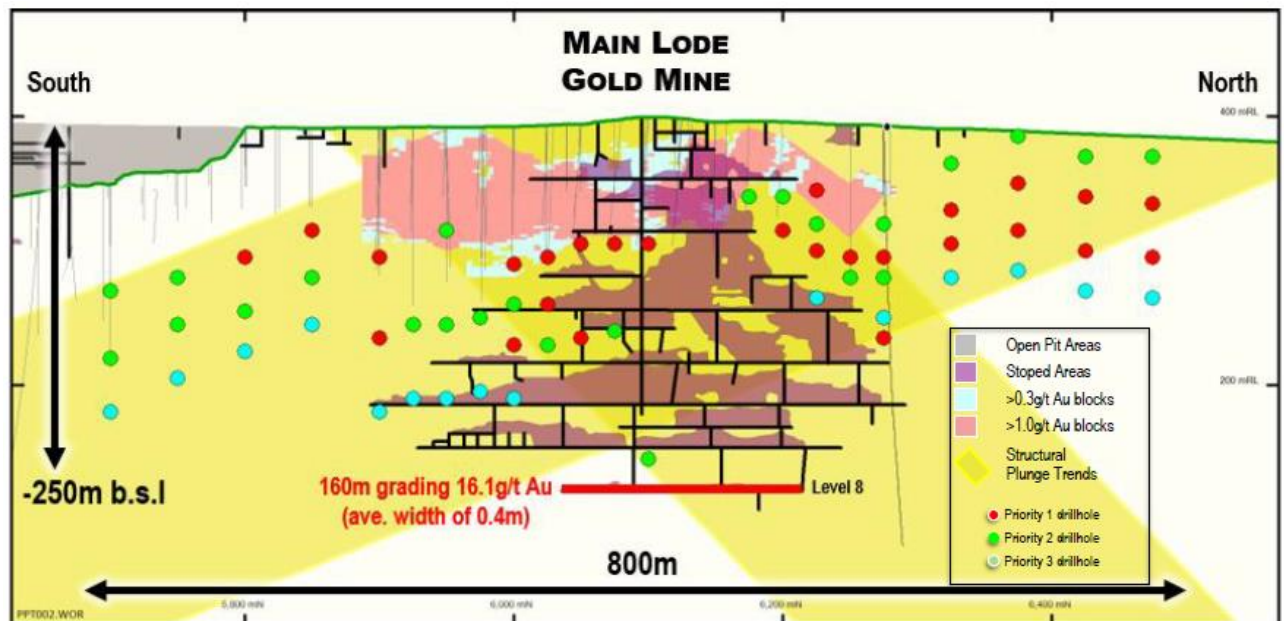 MAIN LODE
GOLD MINE
South
North
400 mRL
200 mRL
Open Pit Areas
Stoped Areas
>0.3g/t Au blocks
>1.0g/t Au blocks
Structural
Plunge Trends
Priority 1 drillhole
Priority 2 drillhole
Priority 3 drillhole
-250m b.s.l
160m grading 16.1g/t Au
(ave. width of 0.4m)
Level 8
800m
PPT002.WOR
5,800 mN
6,000 mN
6,200 mN
6,400 mN